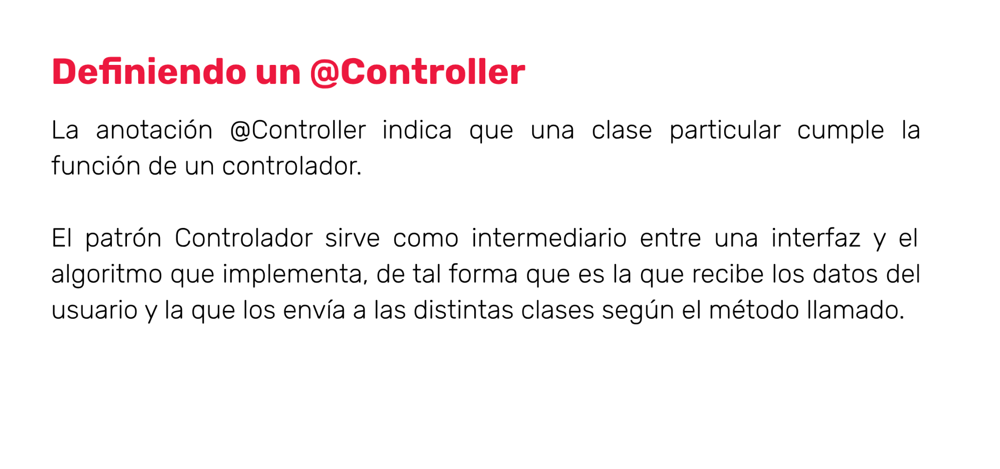 Definiendo un @Controller
La anotación @Controller indica que una clase particular cumple la
función de un controlador.
El patrón Controlador sirve como intermediario entre una interfaz y el
algoritmo que implementa, de tal forma que es la que recibe los datos del
usuario y la que los envía a las distintas clases según el método llamado.